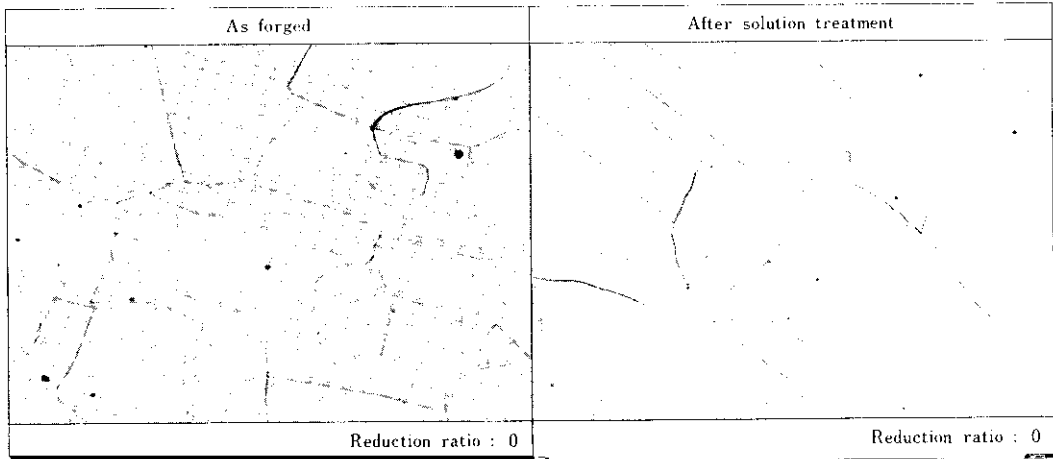 As forged
After solution treatment
Reduction ratio : 0
Reduction ratio : 0